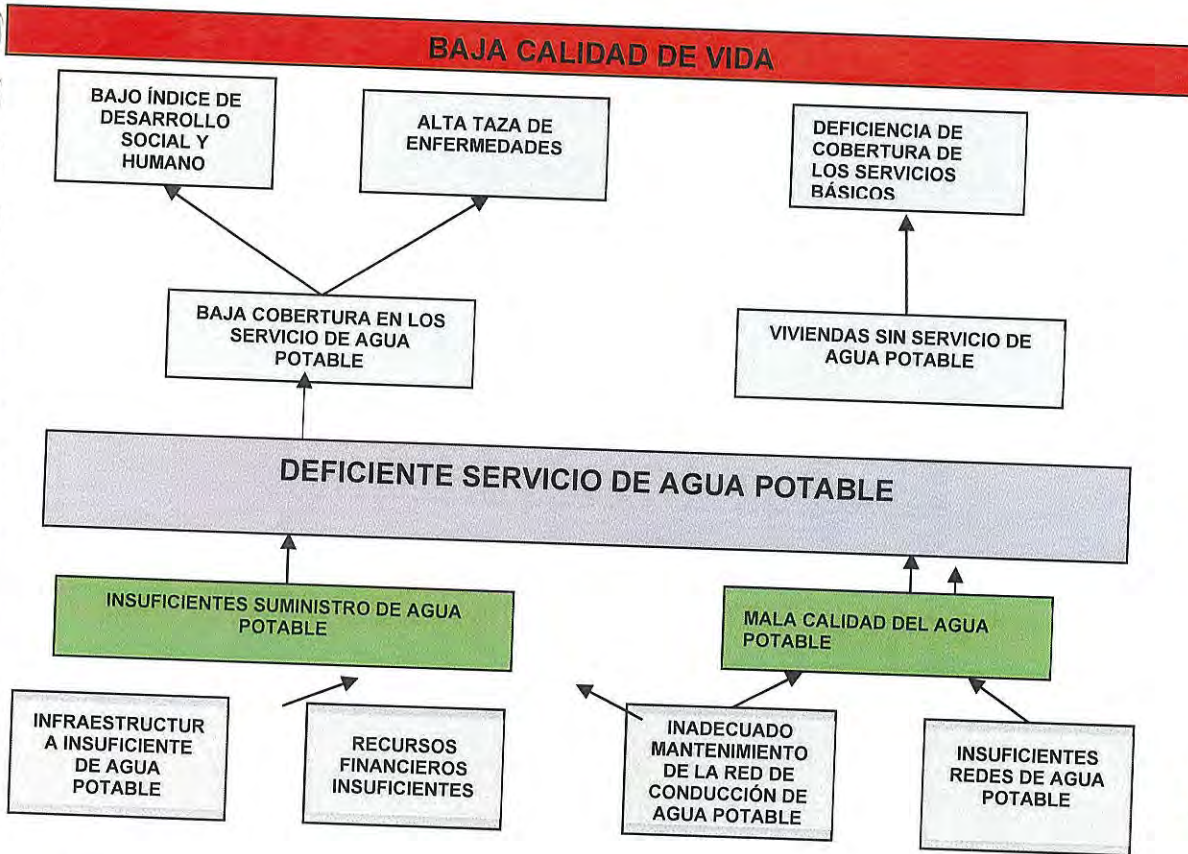 BAJA CALIDAD DE VIDA
BAJO ÍNDICE DE
DESARROLLO
SOCIAL Y
HUMANO
ALTA TAZA DE
ENFERMEDADES
DEFICIENCIA DE
COBERTURA DE
LOS SERVICIOS
BÁSICOS
BAJA COBERTURA EN LOS
SERVICIO DE AGUA
POTABLE
VIVIENDAS SIN SERVICIO DE
AGUA POTABLE
DEFICIENTE SERVICIO DE AGUA POTABLE
INSUFICIENTES SUMINISTRO DE AGUA
POTABLE
MALA CALIDAD DEL AGUA
POTABLE
INFRAESTRUCTUR
A INSUFICIENTE
DE AGUA
POTABLE
RECURSOS
FINANCIEROS
INSUFICIENTES
INADECUADO
MANTENIMIENTO
DE LA RED DE
CONDUCCIÓN DE
AGUA POTABLE
INSUFICIENTES
REDES DE AGUA
POTABLE